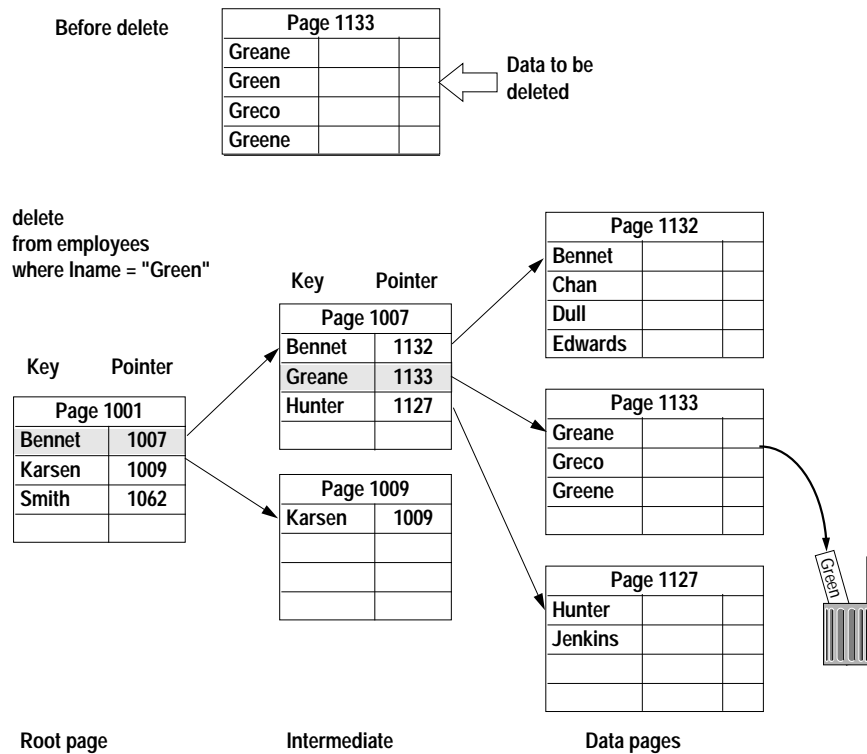 Before delete
Page 1133
Greane
Green
Greco
Greene
Data to be
deleted
delete
from employees
where lname = "Green"
Key Pointer
Page 1001
Bennet 1007
Karsen 1009
Smith 1062
Key Pointer
Page 1007
Bennet 1132
Greane 1133
Hunter 1127
Page 1009
Karsen 1009
Page 1132
Bennet
Chan
Dull
Edwards
Page 1133
Greane
Greco
Greene
Green
Page 1127
Hunter
Jenkins
Root page Intermediate Data pages